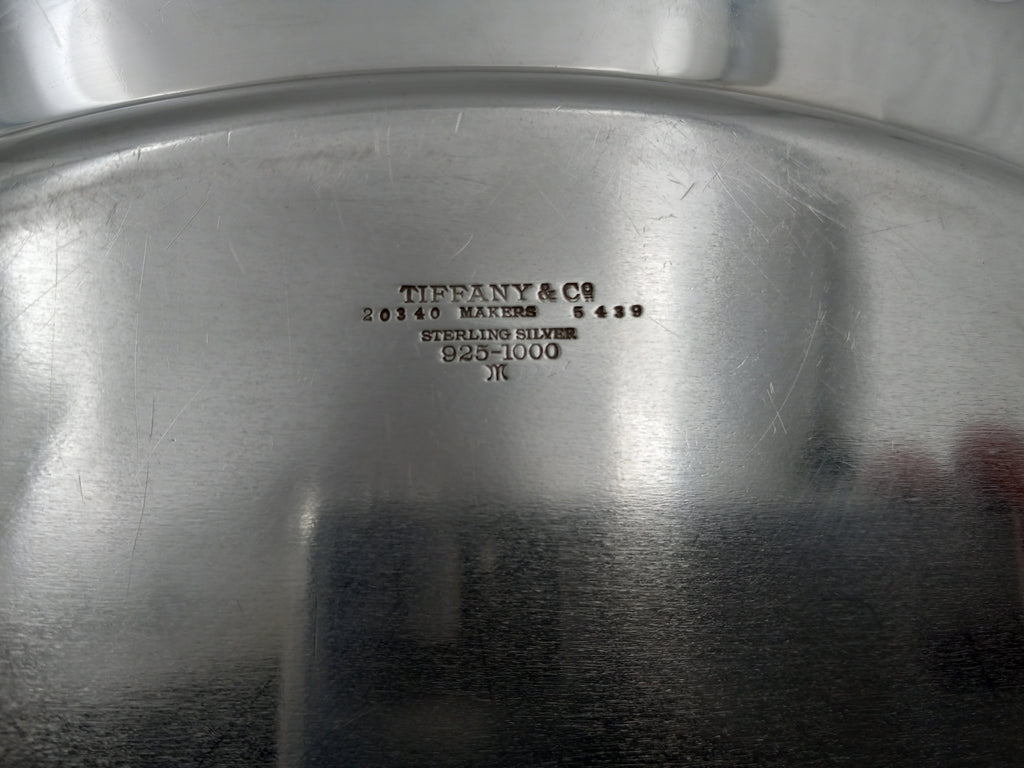 TIFFANY & Co
20340 MAKERS 5439
STERLING SILVER
925-1000
M